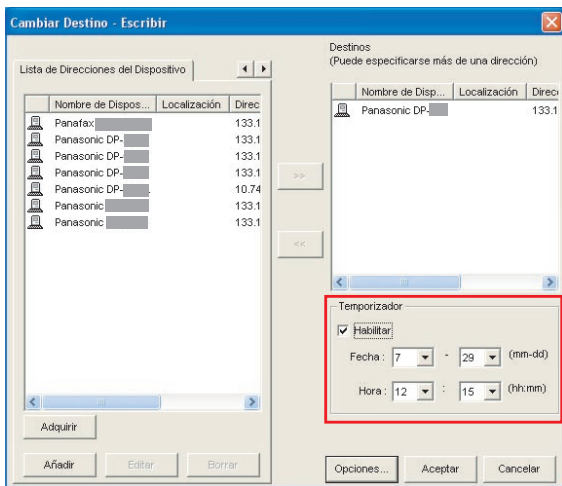 Cambiar Destino - Escribir
Lista de Direcciones del Dispositivo
Nombre de Dispos... Localización Direc
Panafax 133.1
Panasonic DP- 133.1
Panasonic DP- 133.1
Panasonic DP- 133.1
Panasonic DP- 10.74
Panasonic 133.1
Panasonic 133.1
Adquirir
Añadir Editar Borrar
>>
<<
Destinos
(Puede especificarse más de una dirección)
Nombre de Disp... Localización Direcc
Panasonic DP- 133.1
Temporizador
Habilitar
Fecha : 7 - 29 (mm-dd)
Hora : 12 : 15 (hh:mm)
Opciones... Aceptar Cancelar